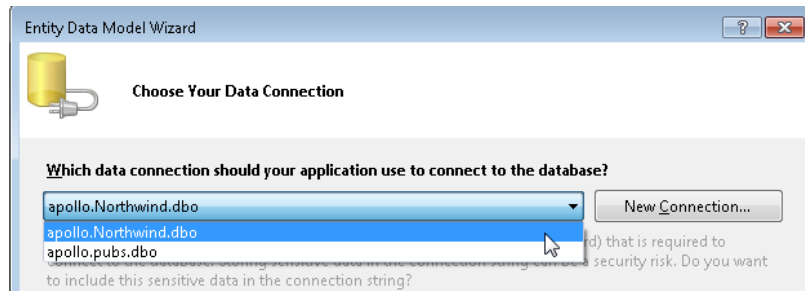 Entity Data Model Wizard
Choose Your Data Connection
Which data connection should your application use to connect to the database?
apollo.Northwind.dbo
New Connection...
apollo.Northwind.dbo
apollo.pubs.dbo
that is required to
security risk. Do you want
to include this sensitive data in the connection string?